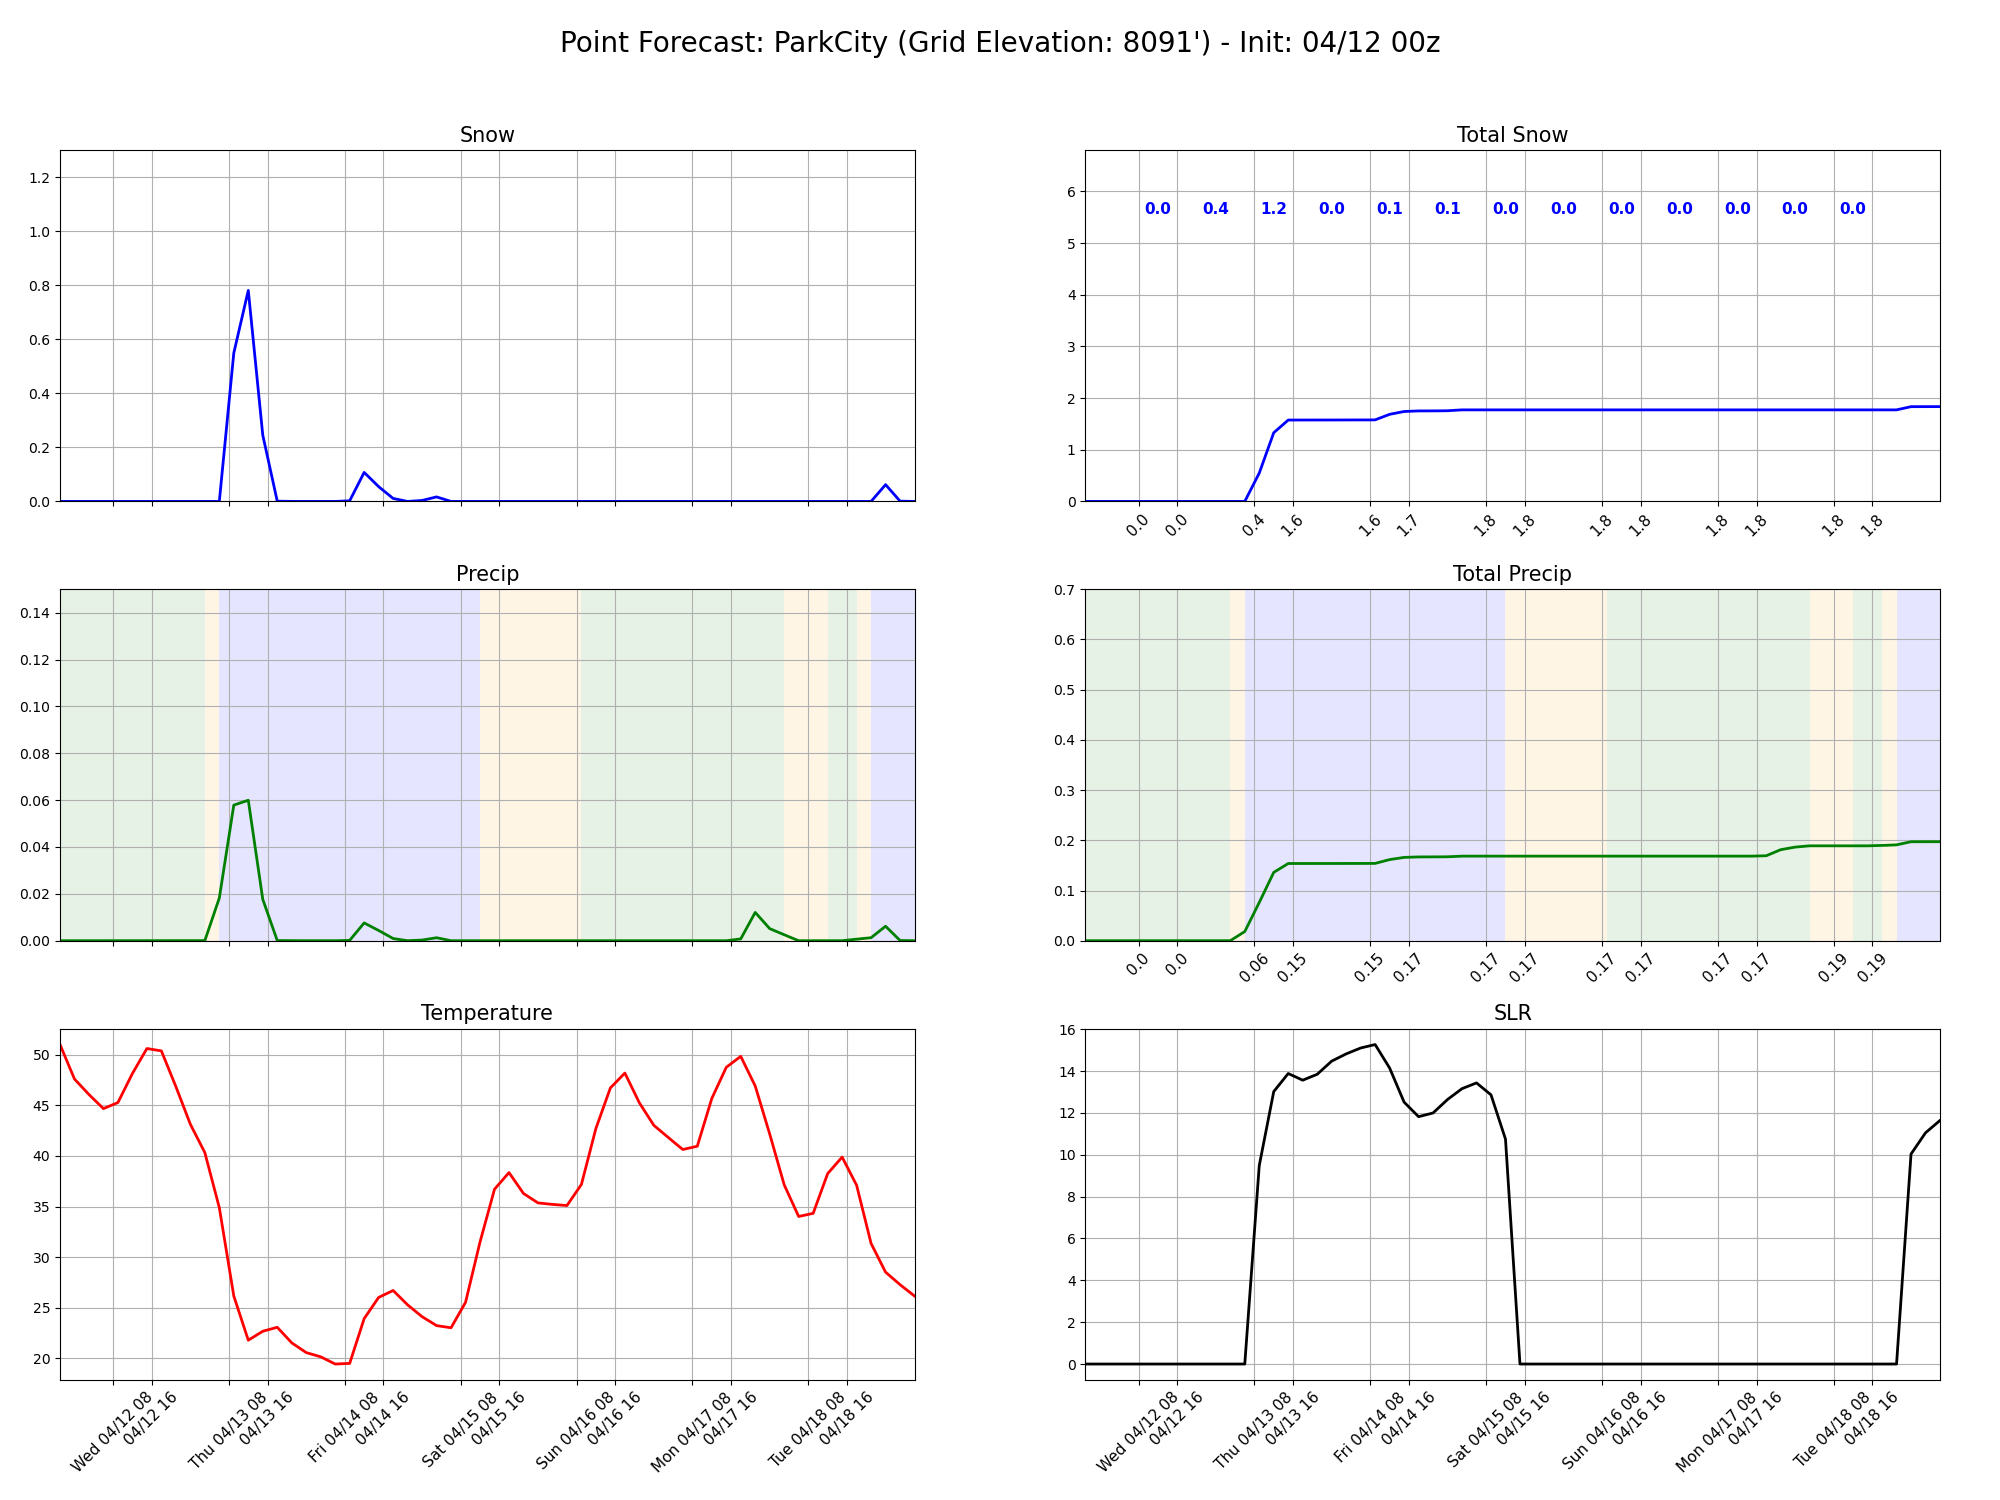 Point Forecast: ParkCity (Grid Elevation: 8091') - Init: 04/12 00z
Snow
1.2
1.0
0.8
0.6
0.4
0.2
0.0
Total Snow
6
5
4
3
2
1
0
0.0 0.4 1.2 0.0 0.1 0.1 0.0 0.0 0.0 0.0 0.0 0.0 0.0
0.0 0.0 0.4 1.6 1.6 1.7 1.8 1.8 1.8 1.8 1.8 1.8 1.8 1.8
Precip
0.14
0.12
0.10
0.08
0.06
0.04
0.02
0.00
Total Precip
0.7
0.6
0.5
0.4
0.3
0.2
0.1
0.0
0.0 0.0 0.06 0.15 0.15 0.17 0.17 0.17 0.17 0.17 0.17 0.17 0.19 0.19
Temperature
50
45
40
35
30
25
20
Wed 04/12 08
04/12 16
Thu 04/13 08
04/13 16
Fri 04/14 08
04/14 16
Sat 04/15 08
04/15 16
Sun 04/16 08
04/16 16
Mon 04/17 08
04/17 16
Tue 04/18 08
04/18 16
SLR
16
14
12
10
8
6
4
2
0
Wed 04/12 08
04/12 16
Thu 04/13 08
04/13 16
Fri 04/14 08
04/14 16
Sat 04/15 08
04/15 16
Sun 04/16 08
04/16 16
Mon 04/17 08
04/17 16
Tue 04/18 08
04/18 16